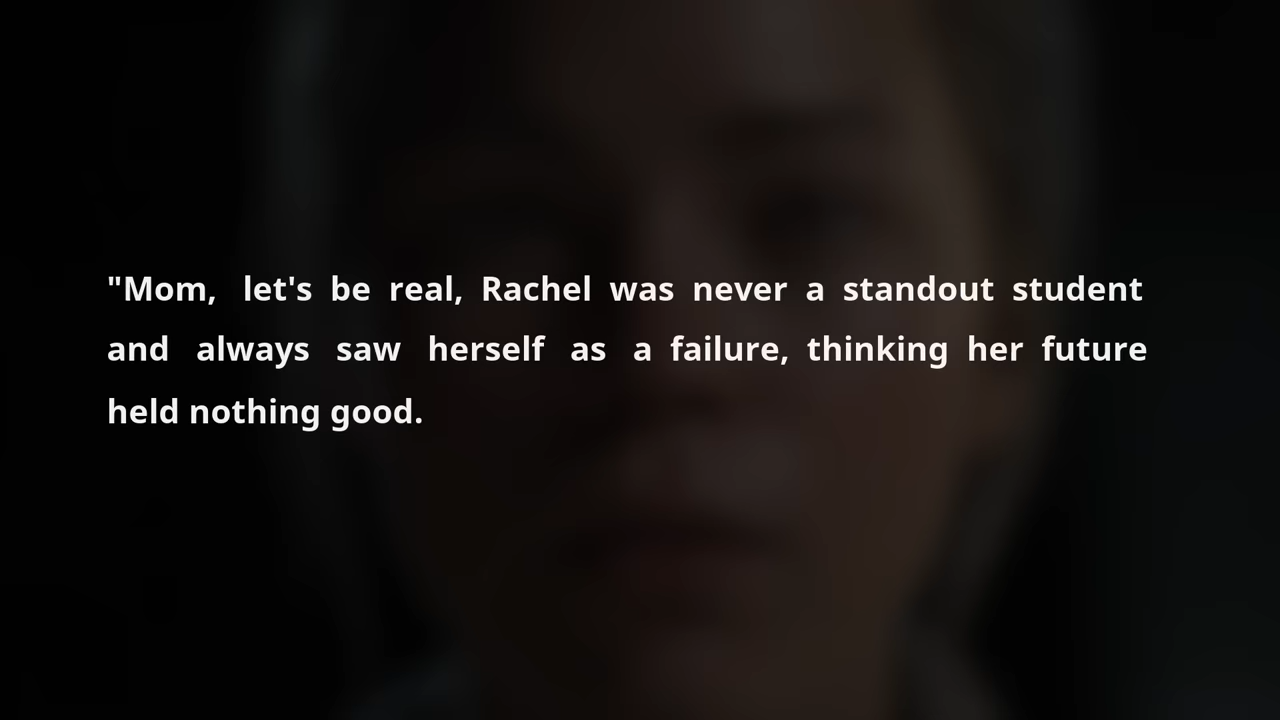 "Mom, let's be real, Rachel was never a standout student
and always saw herself as a failure, thinking her future
held nothing good.